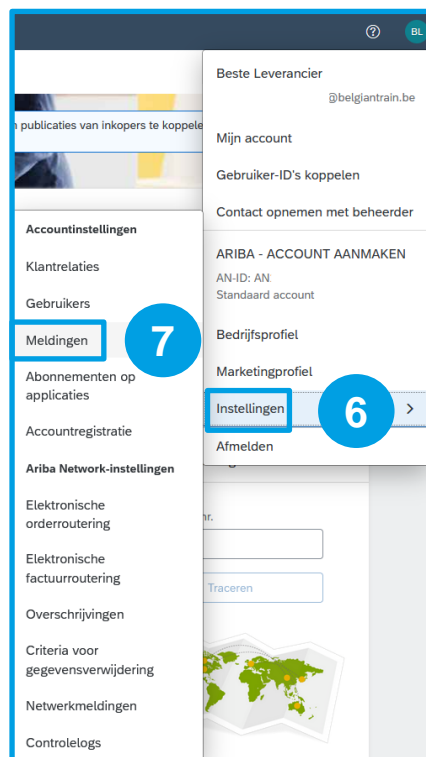 BL
Beste Leverancier
@belgiantrain.be
publicaties van inkopers te koppele
Mijn account
Gebruiker-ID's koppelen
Contact opnemen met beheerder
ARIBA - ACCOUNT AANMAKEN
AN-ID: AN
Standaard account
Bedrijfsprofiel
Marketingprofiel
Instellingen
6
Afmelden
Accountinstellingen
Klantrelaties
Gebruikers
Meldingen
7
Abonnementen op
applicaties
Accountregistratie
Ariba Network-instellingen
Elektronische
orderroutering
Elektronische
factuurroutering
Overschrijvingen
Criteria voor
gegevensverwijdering
Netwerkmeldingen
Controlelogs
nr.
Traceren